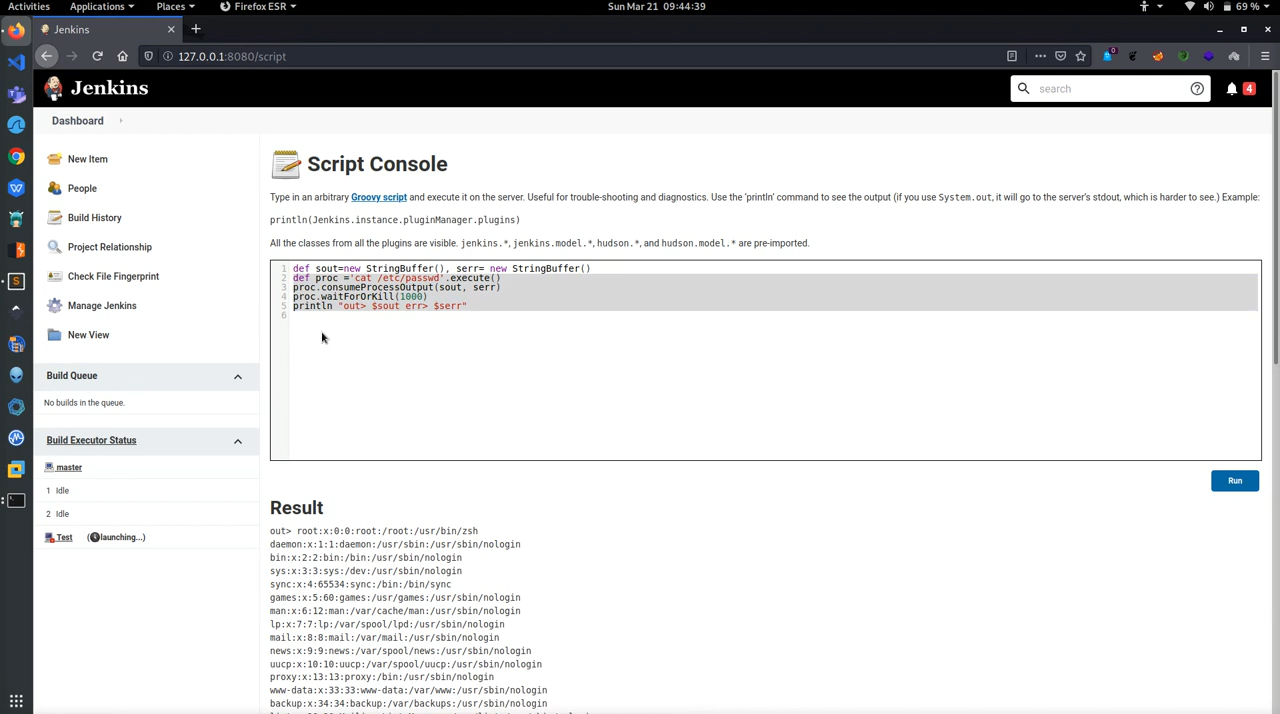 Activities Applications Places Firefox ESR Sun Mar 21 09:44:39 69 %
Jenkins
127.0.0.1:8080/script
0
Jenkins
search
4
Dashboard
New Item
People
Build History
Project Relationship
Check File Fingerprint
Manage Jenkins
New View
Build Queue
No builds in the queue.
Build Executor Status
master
1 Idle
2 Idle
Test (launching...)
Script Console
Type in an arbitrary Groovy script and execute it on the server. Useful for trouble-shooting and diagnostics. Use the 'println' command to see the output (if you use System.out, it will go to the server's stdout, which is harder to see.) Example:
println(Jenkins.instance.pluginManager.plugins)
All the classes from all the plugins are visible. jenkins.*, jenkins.model.*, hudson.*, and hudson.model.* are pre-imported.
1 def sout=new StringBuffer(), serr= new StringBuffer()
2 def proc ='cat /etc/passwd'.execute()
3 proc.consumeProcessOutput(sout, serr)
4 proc.waitForOrKill(1000)
5 println "out> $sout err> $serr"
6
Run
Result
out> root:x:0:0:root:/root:/usr/bin/zsh
daemon:x:1:1:daemon:/usr/sbin:/usr/sbin/nologin
bin:x:2:2:bin:/bin:/usr/sbin/nologin
sys:x:3:3:sys:/dev:/usr/sbin/nologin
sync:x:4:65534:sync:/bin:/bin/sync
games:x:5:60:games:/usr/games:/usr/sbin/nologin
man:x:6:12:man:/var/cache/man:/usr/sbin/nologin
lp:x:7:7:lp:/var/spool/lpd:/usr/sbin/nologin
mail:x:8:8:mail:/var/mail:/usr/sbin/nologin
news:x:9:9:news:/var/spool/news:/usr/sbin/nologin
uucp:x:10:10:uucp:/var/spool/uucp:/usr/sbin/nologin
proxy:x:13:13:proxy:/bin:/usr/sbin/nologin
www-data:x:33:33:www-data:/var/www:/usr/sbin/nologin
backup:x:34:34:backup:/var/backups:/usr/sbin/nologin